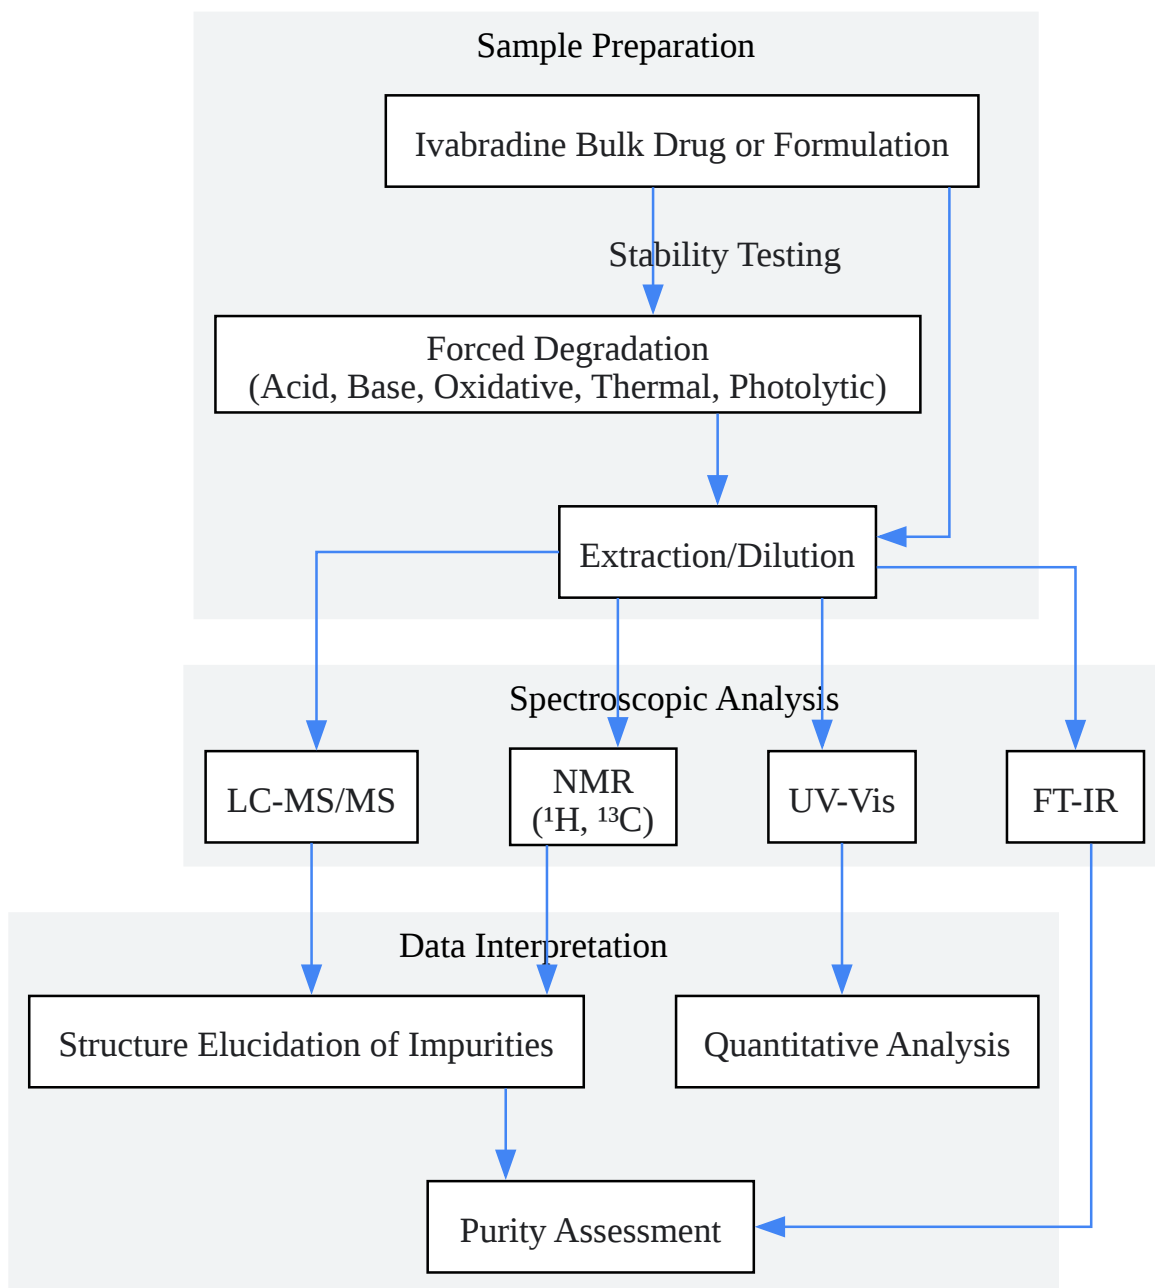 Sample Preparation
Ivabradine Bulk Drug or Formulation
Stability Testing
Forced Degradation
(Acid, Base, Oxidative, Thermal, Photolytic)
Extraction/Dilution
Spectroscopic Analysis
LC-MS/MS
NMR
(¹H, ¹³C)
UV-Vis
FT-IR
Data Interpretation
Structure Elucidation of Impurities
Quantitative Analysis
Purity Assessment